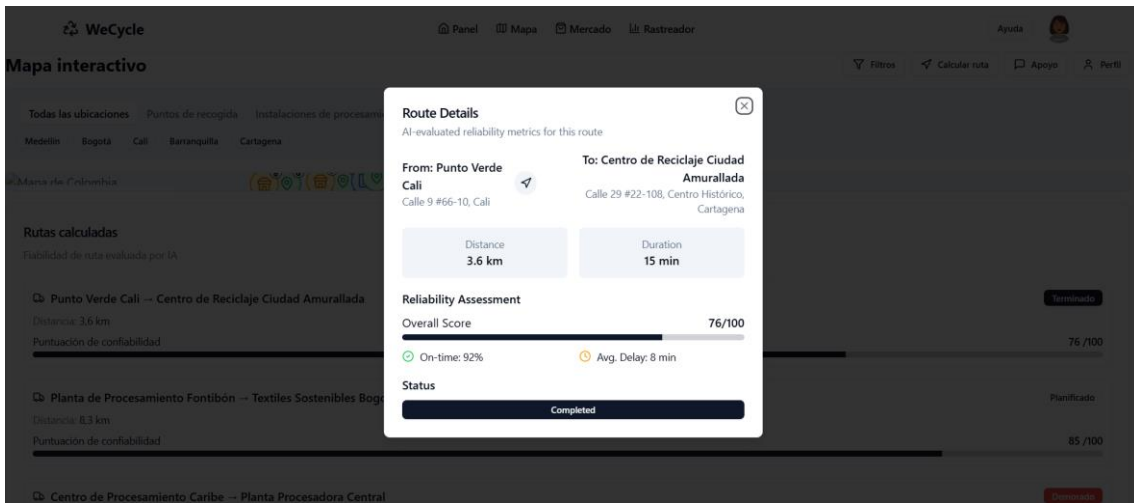 WeCycle
Panel
Mapa
Mercado
Rastreador
Ayuda
Mapa interactivo
Filtros
Calcular ruta
Apoyo
Perfil
Todas las ubicaciones
Puntos de recogida
Instalaciones de
Medellín
Bogotá
Cali
Barranquilla
Cartagena
Mapa de Colombia
Rutas calculadas
Fiabilidad de ruta evaluada por IA
Punto Verde Cali → Centro de Reciclaje Ciudad Amurallada
Terminado
Distancia: 3,6 km
Puntuación de confiabilidad
76 /100
Planta de Procesamiento Fontibón → Textiles Sostenibles
Planificado
Distancia: 8,3 km
Puntuación de confiabilidad
85 /100
Centro de Procesamiento Caribe → Planta Procesadora Central
Route Details
AI-evaluated reliability metrics for this route
From: Punto Verde
Cali
Calle 9 #66-10, Cali
To: Centro de Reciclaje Ciudad
Amurallada
Calle 29 #22-108, Centro Histórico,
Cartagena
Distance
3.6 km
Duration
15 min
Reliability Assessment
Overall Score
76/100
On-time: 92%
Avg. Delay: 8 min
Status
Completed